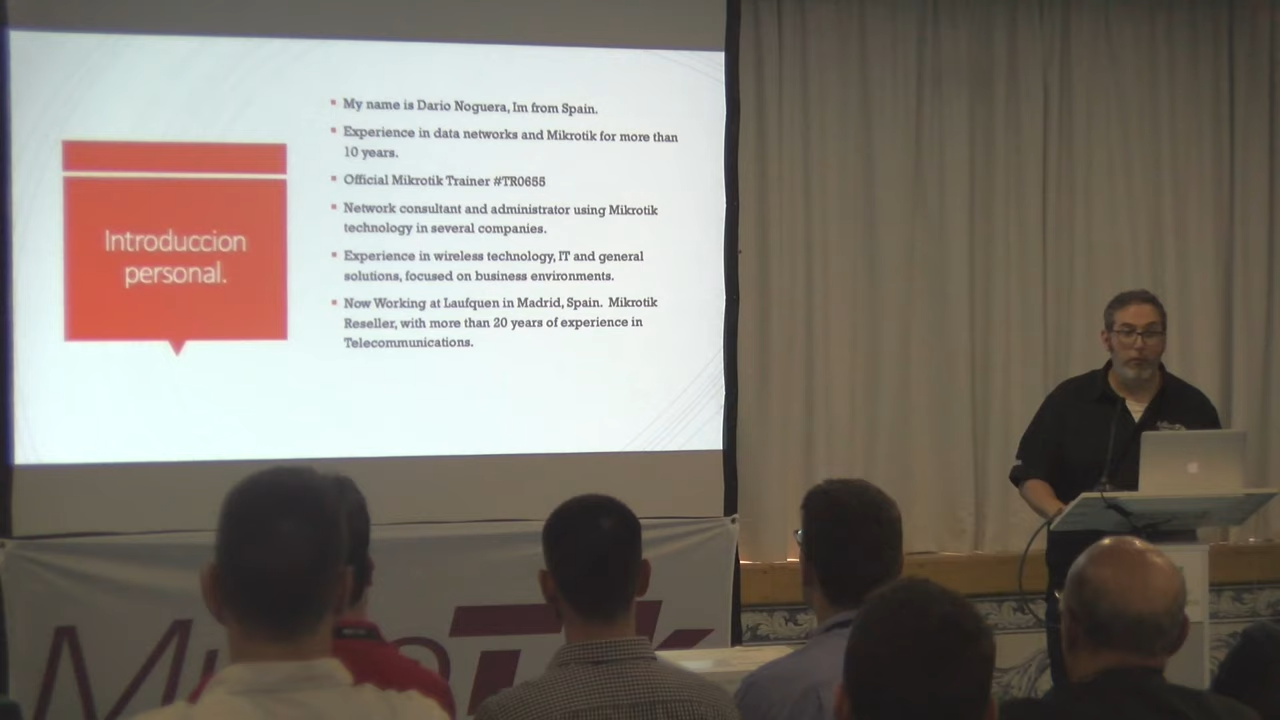 Introduccion
personal.
My name is Dario Noguera, Im from Spain.
Experience in data networks and Mikrotik for more than
10 years.
Official Mikrotik Trainer #TR0655
Network consultant and administrator using Mikrotik
technology in several companies.
Experience in wireless technology, IT and general
solutions, focused on business environments.
Now Working at Laufquen in Madrid, Spain. Mikrotik
Reseller, with more than 20 years of experience in
Telecommunications.